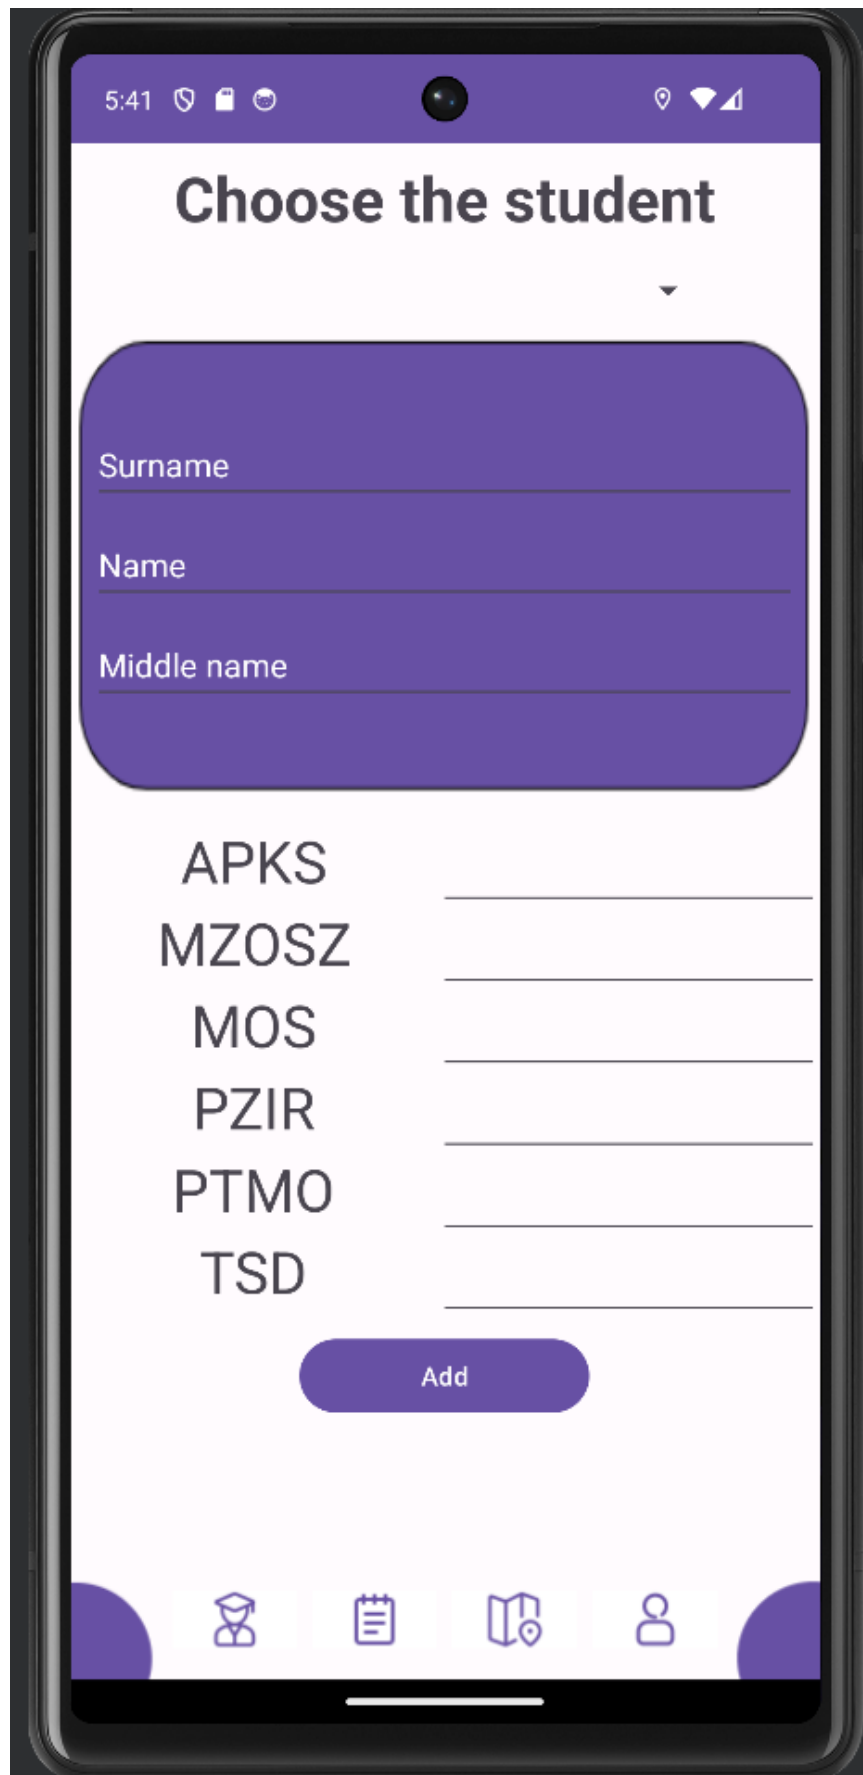 5:41
Choose the student
Surname
Name
Middle name
APKS
MZOSZ
MOS
PZIR
PTMO
TSD
Add